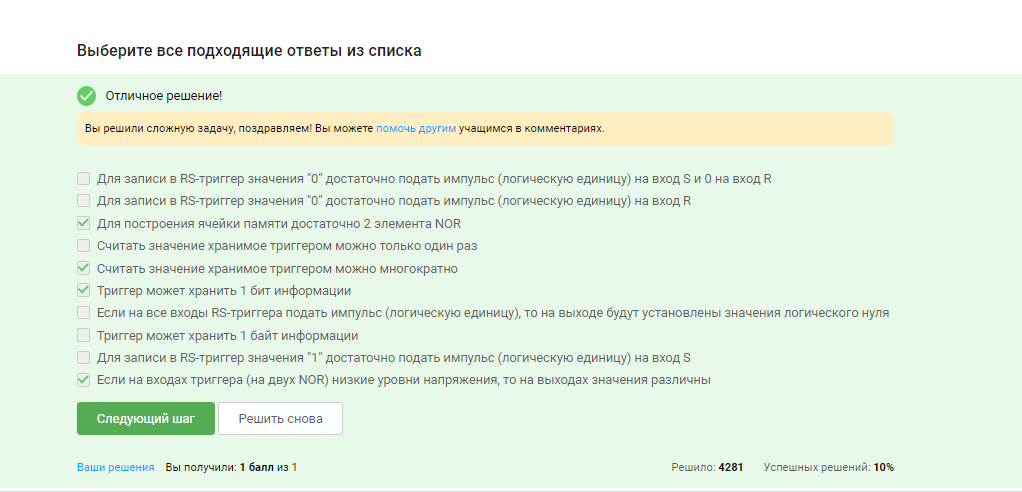 Выберите все подходящие ответы из списка
Отличное решение!
Вы решили сложную задачу, поздравляем! Вы можете помочь другим учащимся в комментариях.
Для записи в RS-триггер значения "0" достаточно подать импульс (логическую единицу) на вход S и 0 на вход R
Для записи в RS-триггер значения "0" достаточно подать импульс (логическую единицу) на вход R
Для построения ячейки памяти достаточно 2 элемента NOR
Считать значение хранимое триггером можно только один раз
Считать значение хранимое триггером можно многократно
Триггер может хранить 1 бит информации
Если на все входы RS-триггера подать импульс (логическую единицу), то на выходе будут установлены значения логического нуля
Триггер может хранить 1 байт информации
Для записи в RS-триггер значения "1" достаточно подать импульс (логическую единицу) на вход S
Если на входах триггера (на двух NOR) низкие уровни напряжения, то на выходах значения различны
Следующий шаг Решить снова
Ваши решения Вы получили: 1 балл из 1 Решило: 4281 Успешных решений: 10%